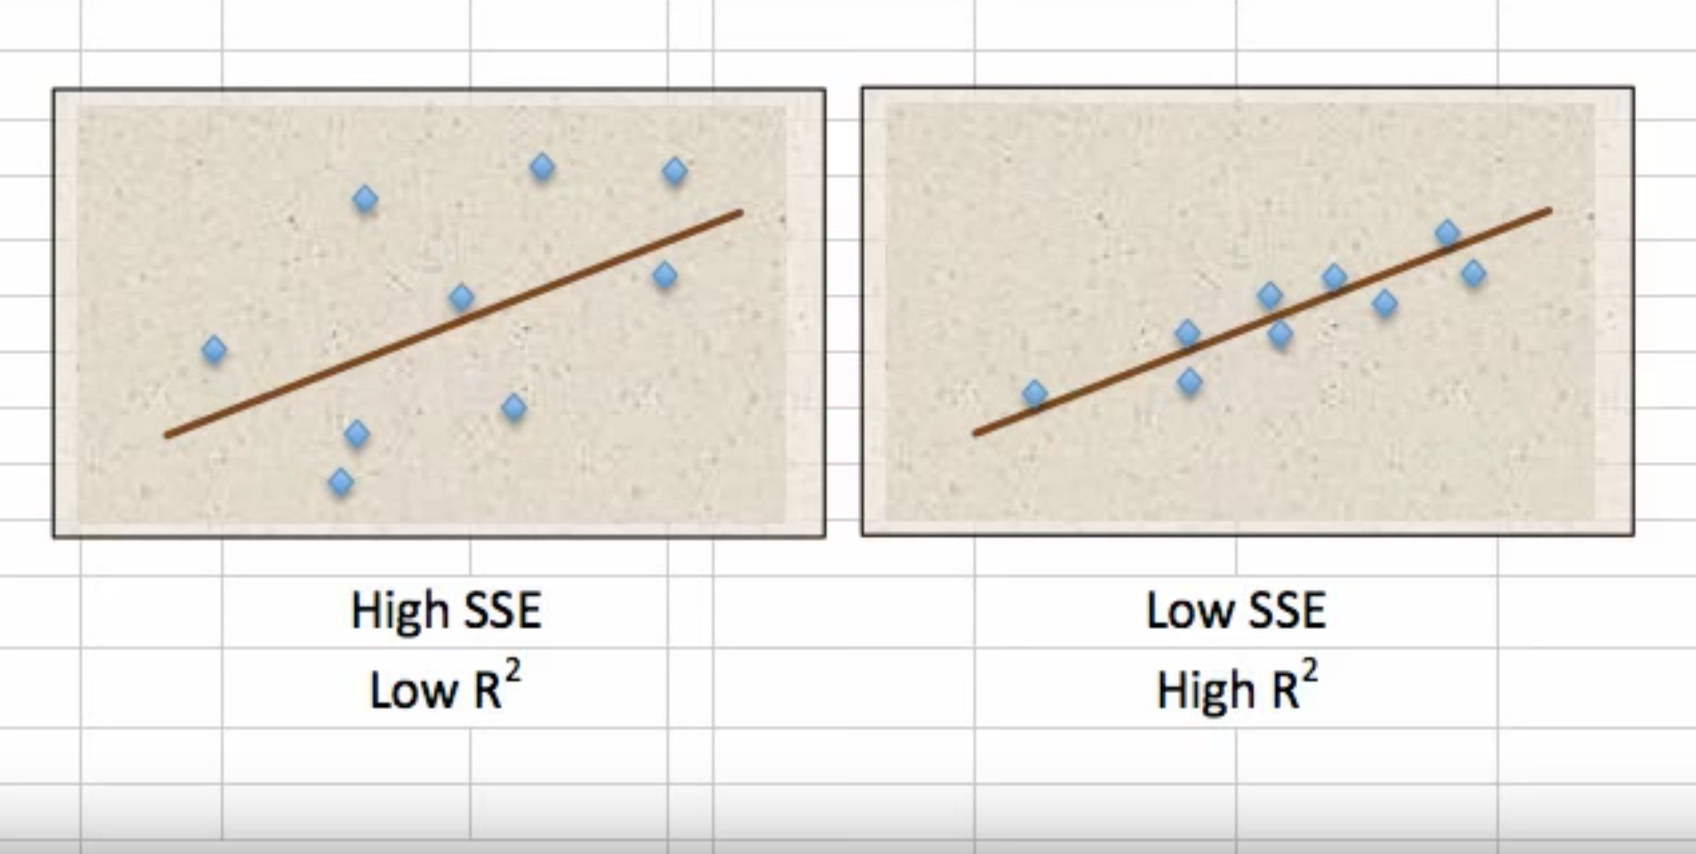 High SSE
Low R²
Low SSE
High R²